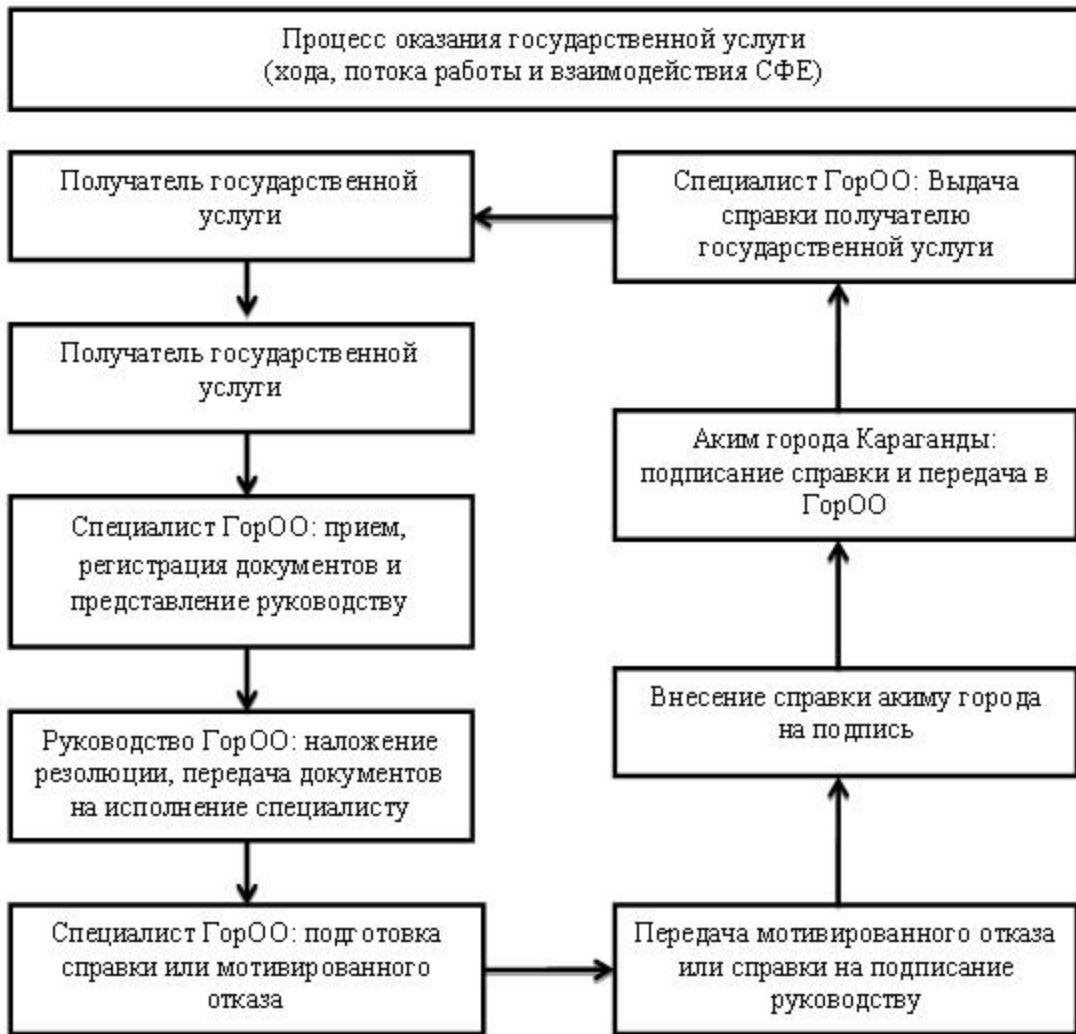 Процесс оказания государственной услуги
(хода, потока работы и взаимодействия СФЕ)
Получатель государственной
услуги
Получатель государственной
услуги
Специалист ГорОО: прием,
регистрация документов и
представление руководству
Руководство ГорОО: наложение
резолюции, передача документов
на исполнение специалисту
Специалист ГорОО: подготовка
справки или мотивированного
отказа
Передача мотивированного отказа
или справки на подписание
руководству
Внесение справки акиму города
на подпись
Аким города Караганды:
подписание справки и передача в
ГорОО
Специалист ГорОО: Выдача
справки получателю
государственной услуги